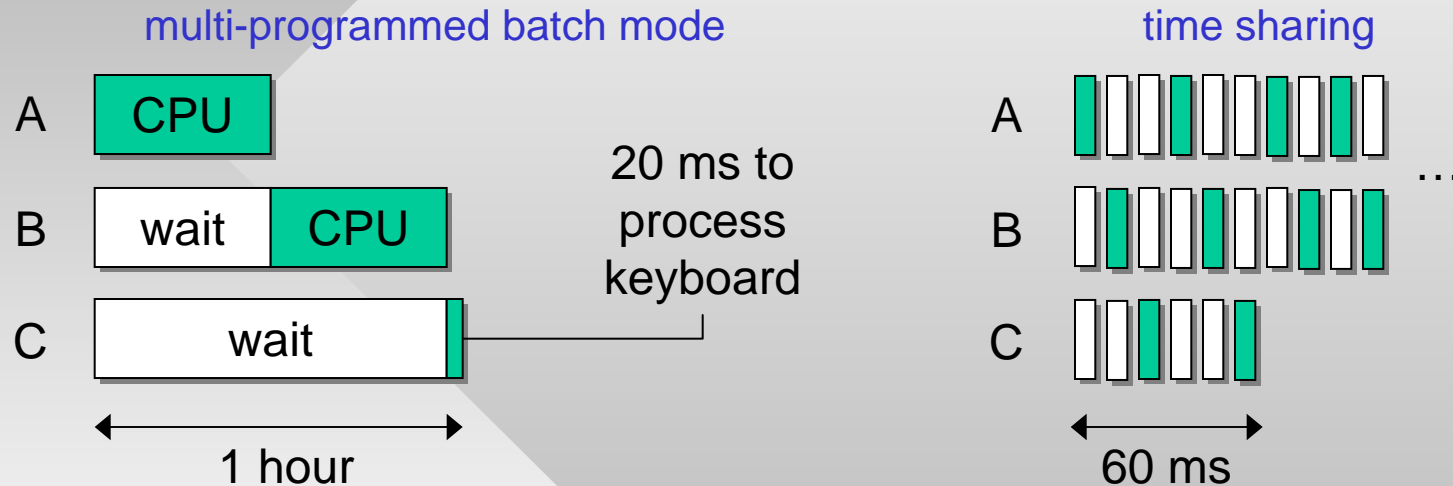 multi-programmed batch mode
A
CPU
B
wait
CPU
C
wait
20 ms to
process
keyboard
1 hour
time sharing
A
B
C
…
60 ms